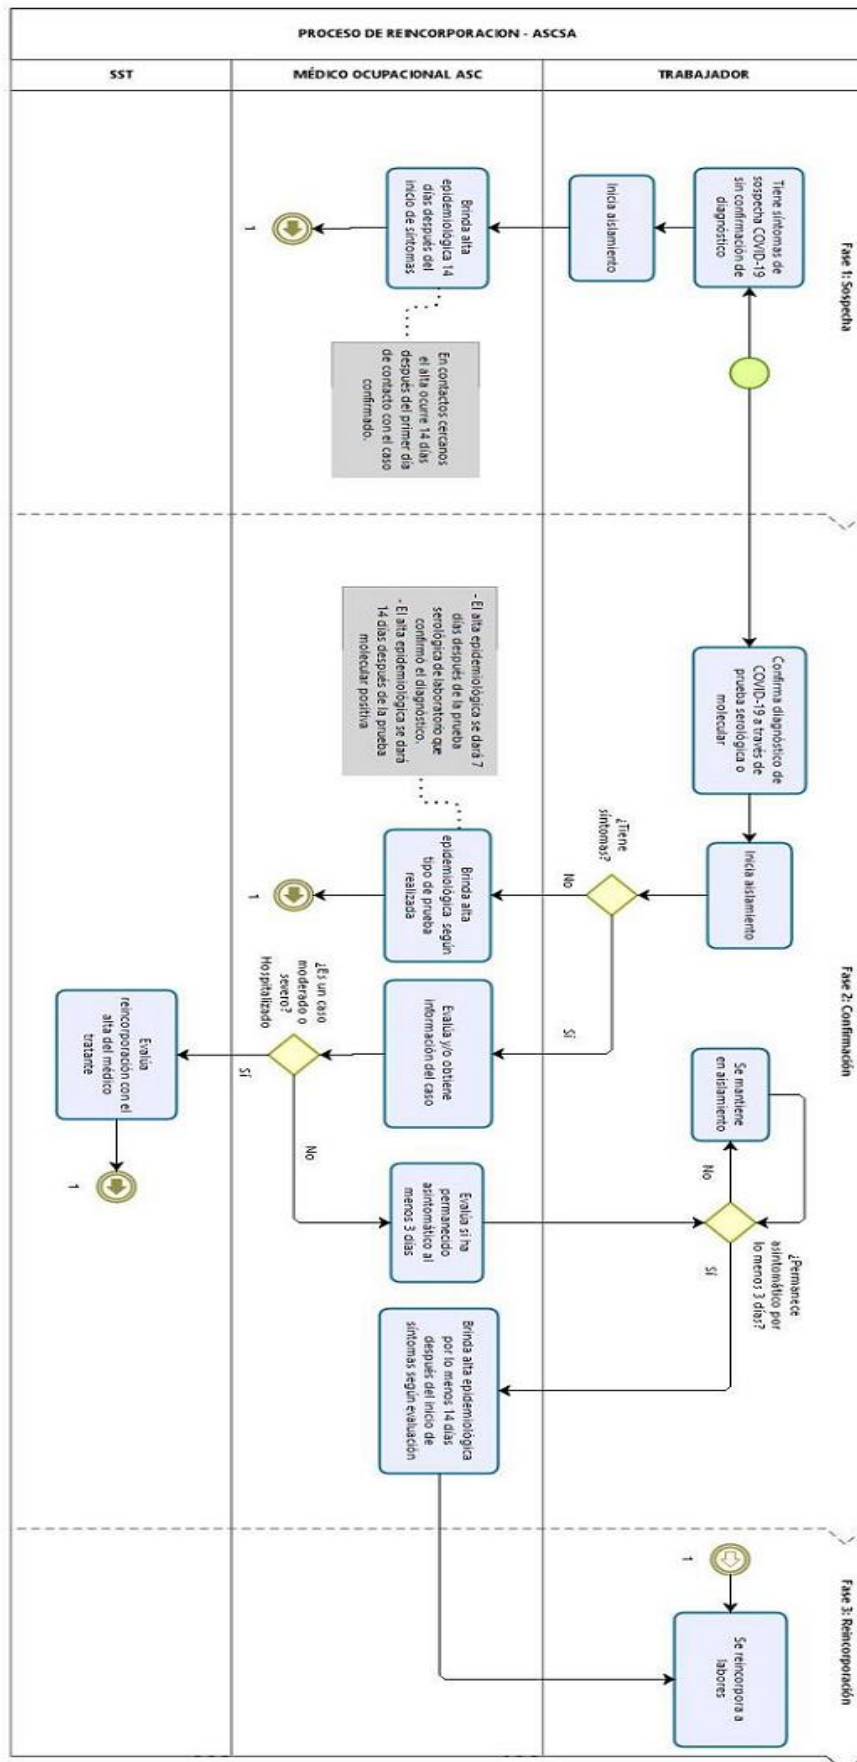 PROCESO DE REINCORPORACION - ASCSA
SST
MÉDICO OCUPACIONAL ASC
TRABAJADOR
Fase 1: Sospecha
Tiene síntomas de
sospecha COVID-19
sin confirmación de
diagnóstico
Inicia aislamiento
Brinda alta
epidemiológica 14
días después del
inicio de síntomas
1
En contactos cercanos
el alta ocurre 14 días
después del primer día
de contacto con el caso
confirmado.
Fase 2: Confirmación
Confirma diagnóstico de
COVID-19 a través de
prueba serológica o
molecular
Inicia aislamiento
¿Tiene
síntomas?
No
Sí
- El alta epidemiológica se dará 7
días después de la prueba
serológica de laboratorio que
confirmó el diagnóstico.
- El alta epidemiológica se dará
14 días después de la prueba
molecular positiva
Brinda alta
epidemiológica según
tipo de prueba
realizada
1
Evalúa y/o obtiene
información del caso
¿Es un caso
moderado o
severo?
Hospitalizado
Sí
No
Evalúa
reincorporación con el
alta del médico
tratante
1
Evalúa si ha
permanecido
asintomático al
menos 3 días
¿Permanece
asintomático por
lo menos 3 días?
No
Sí
Se mantiene
en aislamiento
Brinda alta epidemiológica
por lo menos 14 días
después del inicio de
síntomas según evaluación
Fase 3: Reincorporación
1
Se reincorpora a
labores